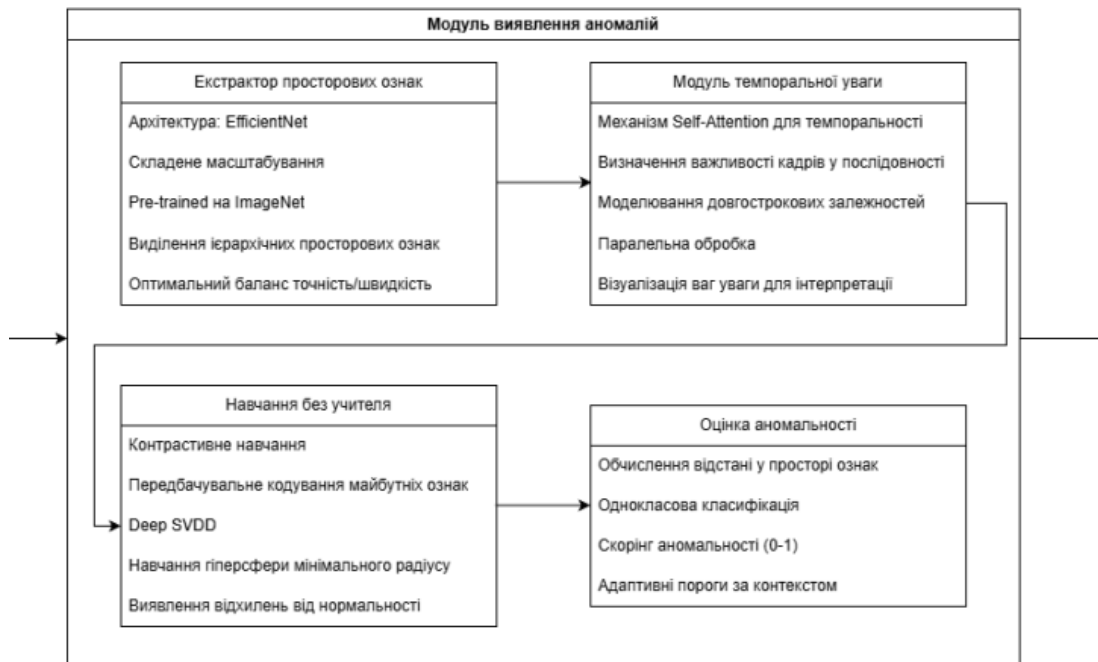 Модуль виявлення аномалій
Екстрактор просторових ознак
Архітектура: EfficientNet
Складене масштабування
Pre-trained на ImageNet
Виділення ієрархічних просторових ознак
Оптимальний баланс точність/швидкість
Модуль темпоральної уваги
Механізм Self-Attention для темпоральності
Визначення важливості кадрів у послідовності
Моделювання довгострокових залежностей
Паралельна обробка
Візуалізація ваг уваги для інтерпретації
Навчання без учителя
Контрастивне навчання
Передбачувальне кодування майбутніх ознак
Deep SVDD
Навчання гіперсфери мінімального радіусу
Виявлення відхилень від нормальності
Оцінка аномальності
Обчислення відстані у просторі ознак
Однокласова класифікація
Скорінг аномальності (0-1)
Адаптивні пороги за контекстом